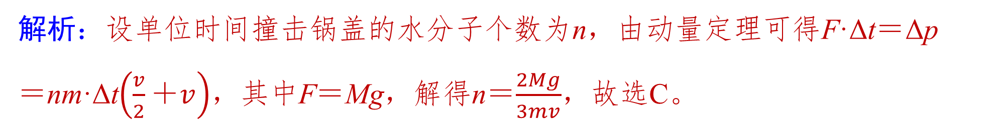 解析：设单位时间撞击锅盖的水分子个数为n，由动量定理可得F·Δt＝Δp
＝nm·Δt(v/2＋v)，其中F＝Mg，解得n＝2Mg/3mv，故选C。